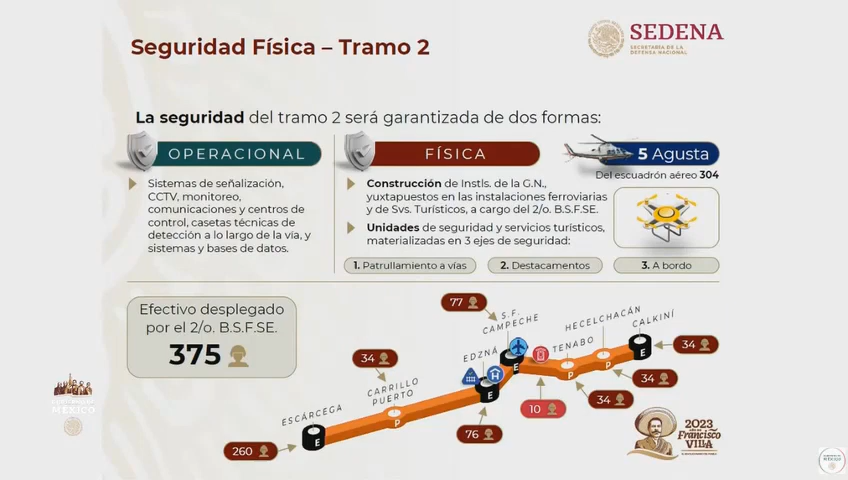 Seguridad Física – Tramo 2
SEDENA
SECRETARÍA DE LA
DEFENSA NACIONAL
La seguridad del tramo 2 será garantizada de dos formas:
OPERACIONAL
Sistemas de señalización,
CCTV, monitoreo,
comunicaciones y centros de
control, casetas técnicas de
detección a lo largo de la vía, y
sistemas y bases de datos.
FÍSICA
Construcción de Instls. de la G.N.,
yuxtapuestos en las instalaciones ferroviarias
y de Svs. Turísticos, a cargo del 2/o. B.S.F.SE.
Unidades de seguridad y servicios turísticos,
materializadas en 3 ejes de seguridad:
5 Agusta
Del escuadrón aéreo 304
1. Patrullamiento a vías
2. Destacamentos
3. A bordo
Efectivo desplegado
por el 2/o. B.S.F.SE.
375
77
S.F.
CAMPECHE
HECELCHACÁN
CALKINÍ
TENABO
EDZNÁ
34
CARRILLO
PUERTO
ESCÁRCEGA
E
P
E
E
P
P
E
34
34
34
10
76
260
MÉXICO
2023
Francisco
VILLA